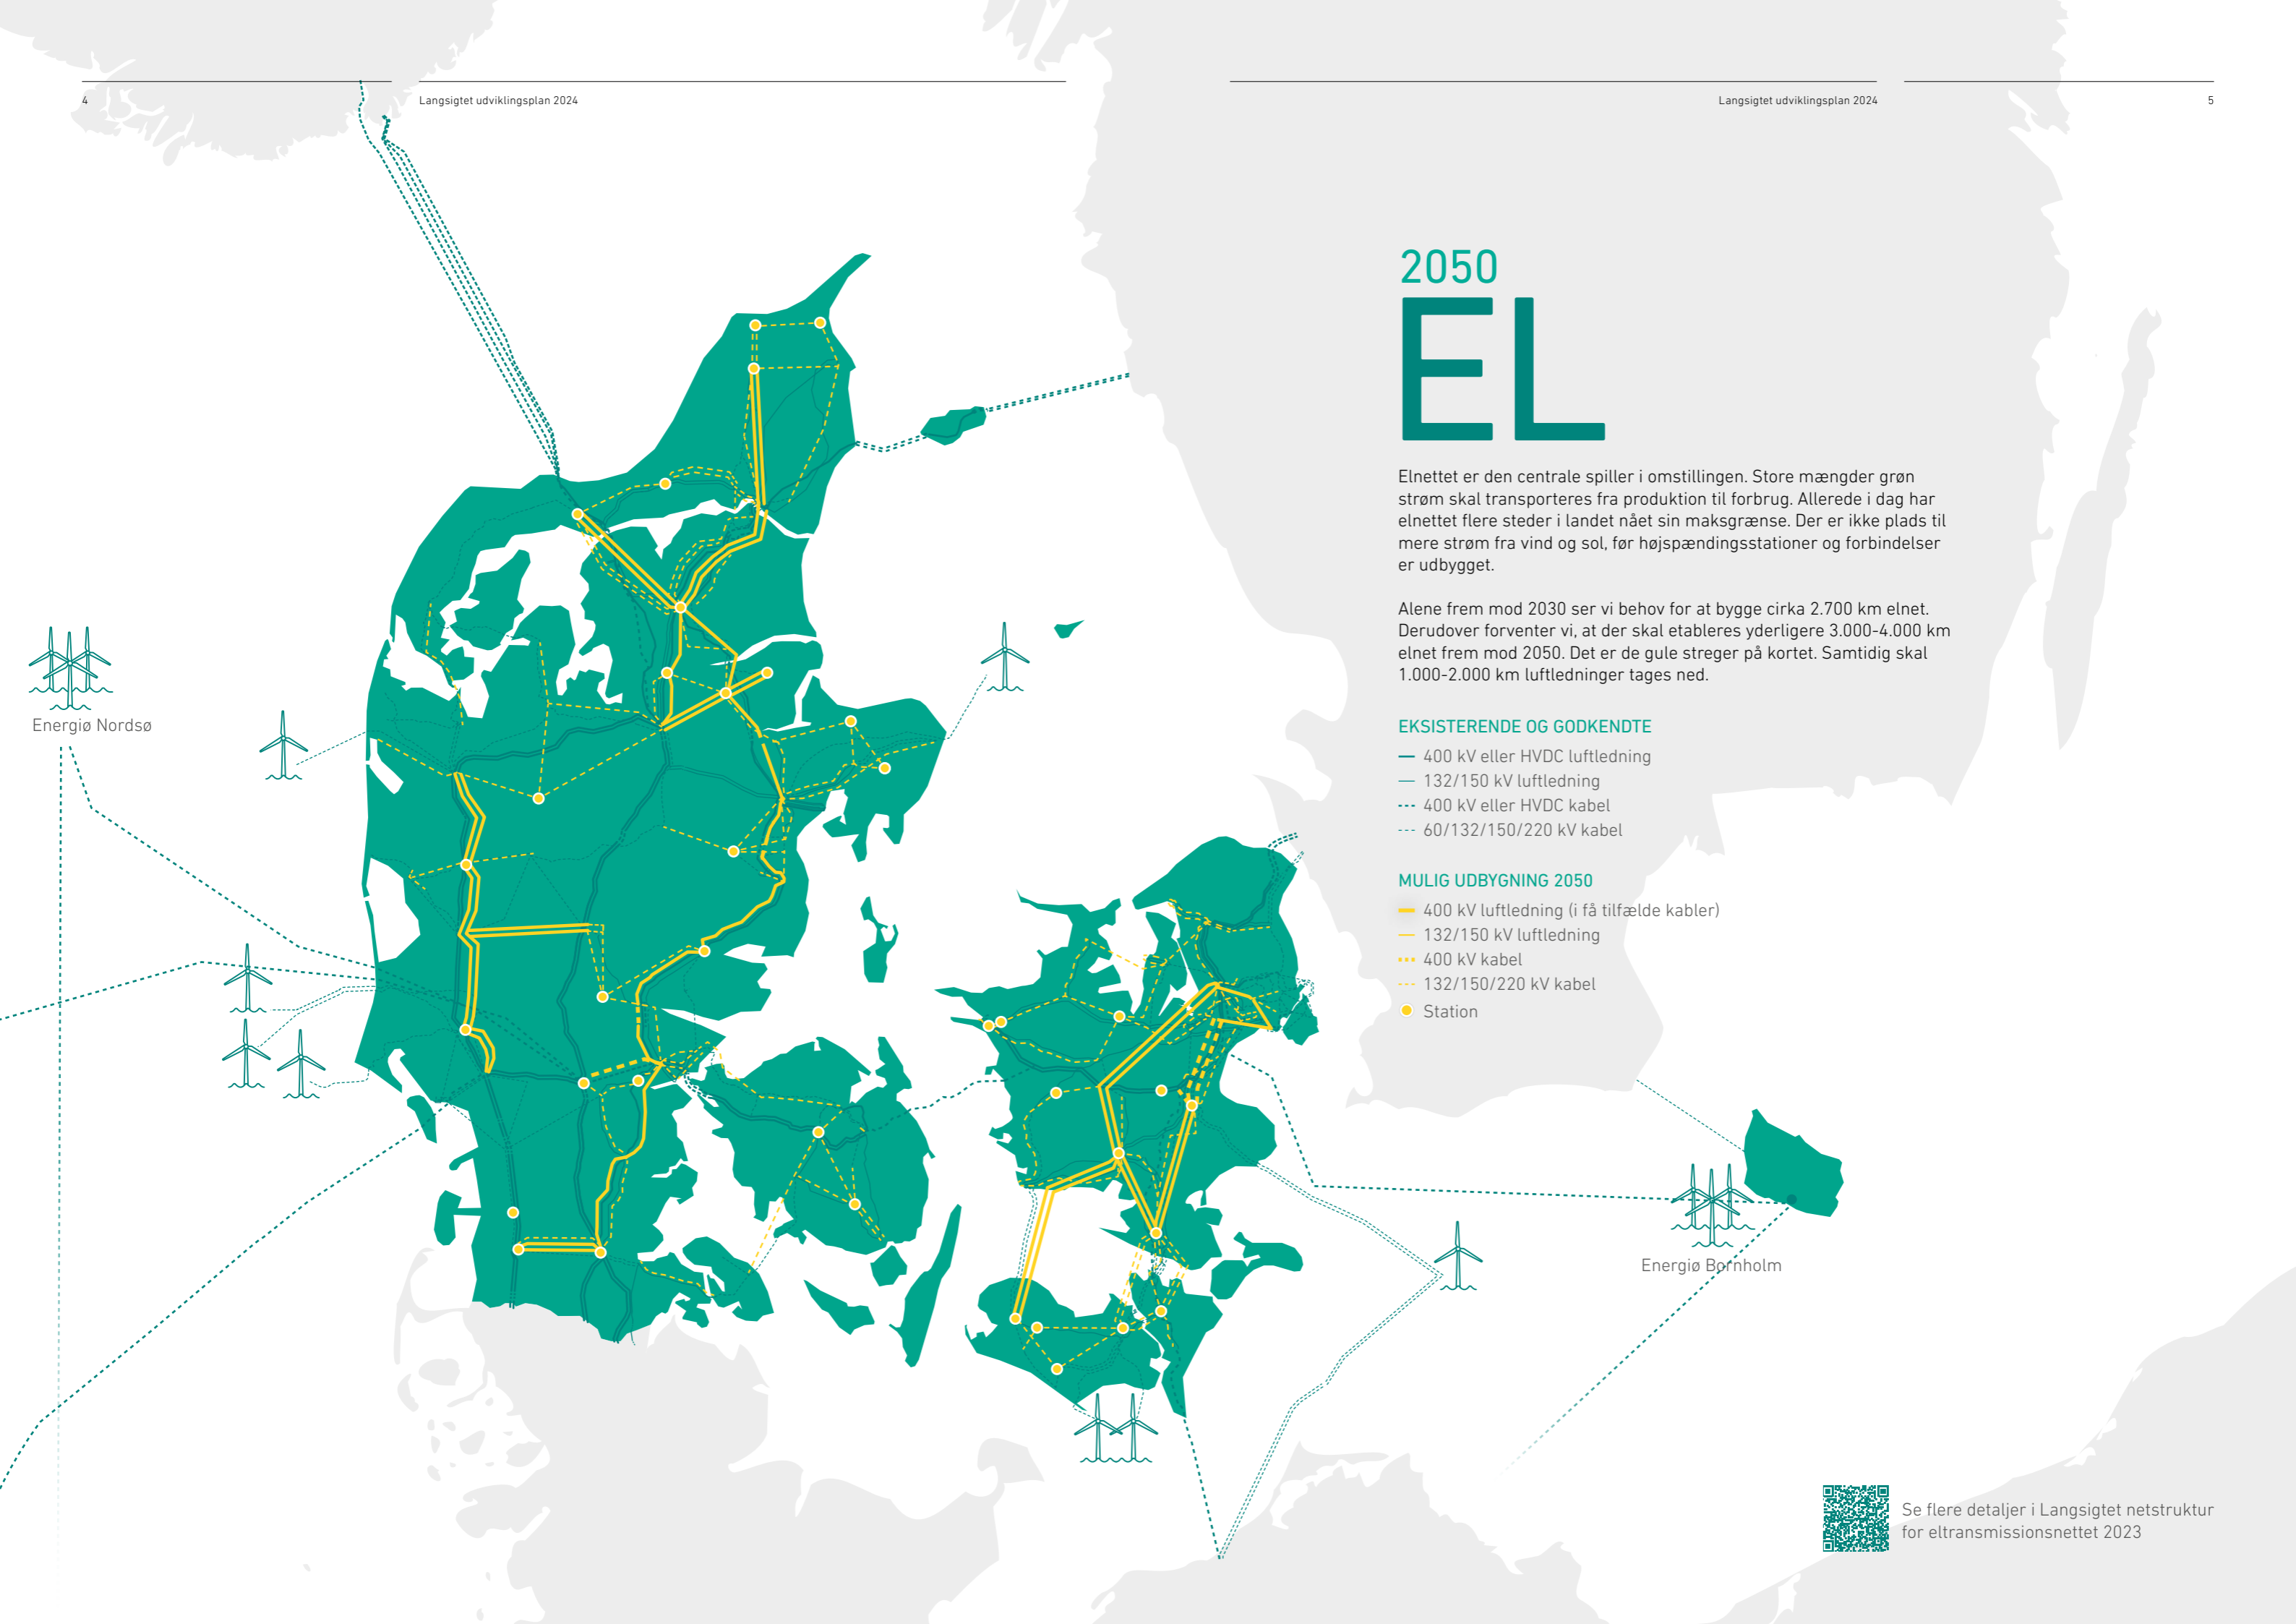 4
Langsigtet udviklingsplan 2024
Langsigtet udviklingsplan 2024
5
2050
EL
Elnettet er den centrale spiller i omstillingen. Store mængder grøn
strøm skal transporteres fra produktion til forbrug. Allerede i dag har
elnettet flere steder i landet nået sin maksgrænse. Der er ikke plads til
mere strøm fra vind og sol, før højspændingsstationer og forbindelser
er udbygget.
Alene frem mod 2030 ser vi behov for at bygge cirka 2.700 km elnet.
Derudover forventer vi, at der skal etableres yderligere 3.000-4.000 km
elnet frem mod 2050. Det er de gule streger på kortet. Samtidig skal
1.000-2.000 km luftledninger tages ned.
EKSISTERENDE OG GODKENDTE
400 kV eller HVDC luftledning
132/150 kV luftledning
400 kV eller HVDC kabel
60/132/150/220 kV kabel
MULIG UDBYGNING 2050
400 kV luftledning (i få tilfælde kabler)
132/150 kV luftledning
400 kV kabel
132/150/220 kV kabel
Station
Energiø Nordsø
Energiø Bornholm
Se flere detaljer i Langsigtet netstruktur
for eltransmissionsnettet 2023